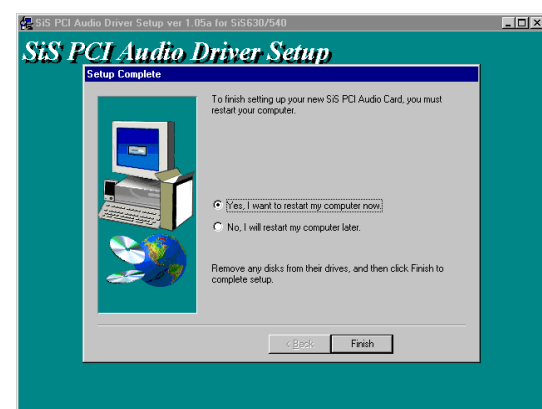 SiS PCI Audio Driver Setup ver 1.05a for SiS630/540
SiS PCI Audio Driver Setup
Setup Complete
To finish setting up your new SiS PCI Audio Card, you must
restart your computer.
Yes, I want to restart my computer now.
No, I will restart my computer later.
Remove any disks from their drives, and then click Finish to
complete setup.
< Back
Finish